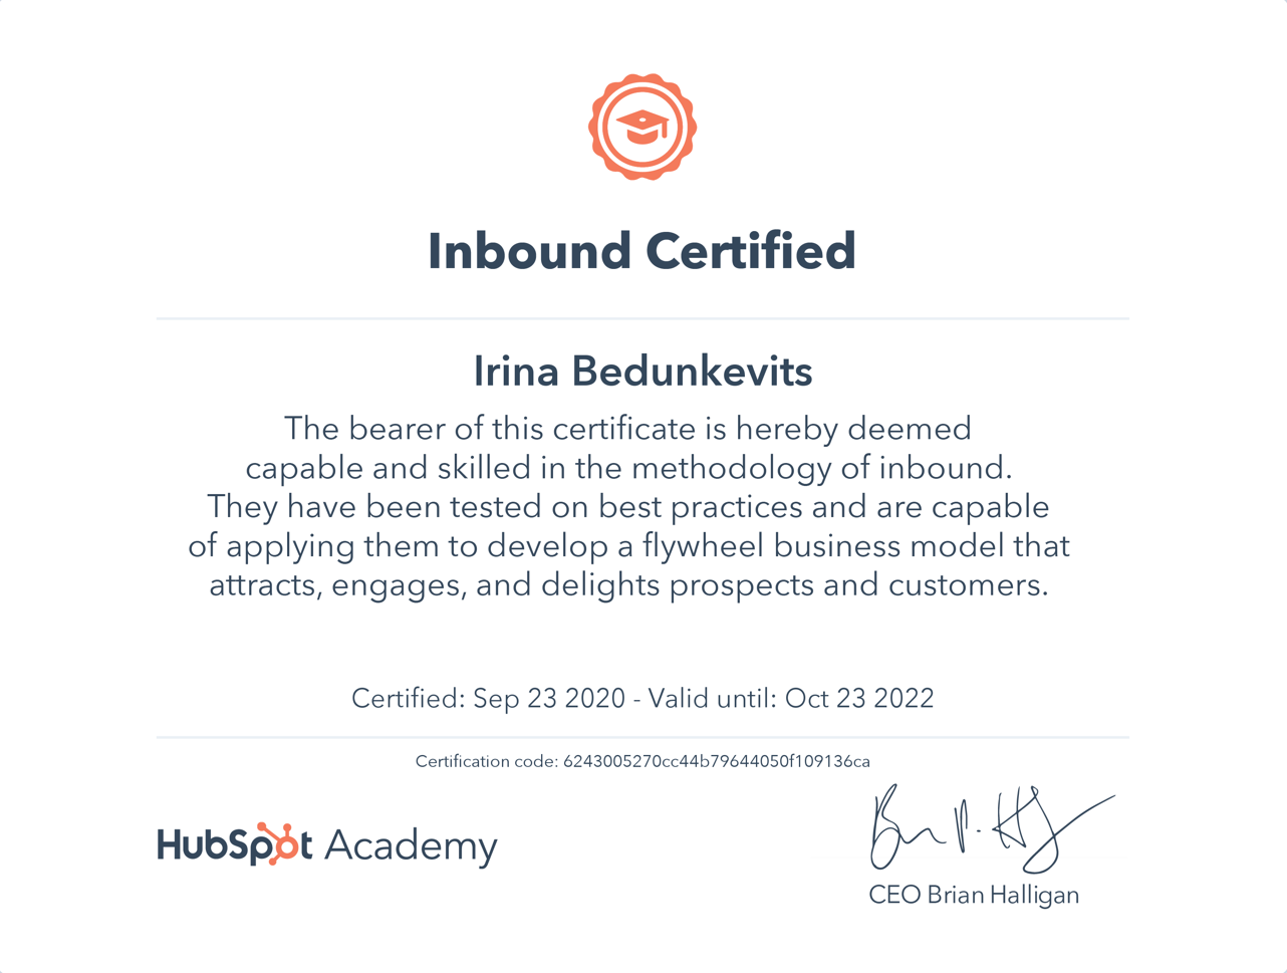 Inbound Certified
Irina Bedunkevits
The bearer of this certificate is hereby deemed
capable and skilled in the methodology of inbound.
They have been tested on best practices and are capable
of applying them to develop a flywheel business model that
attracts, engages, and delights prospects and customers.
Certified: Sep 23 2020 - Valid until: Oct 23 2022
Certification code: 6243005270cc44b79644050f109136ca
HubSpot Academy
CEO Brian Halligan